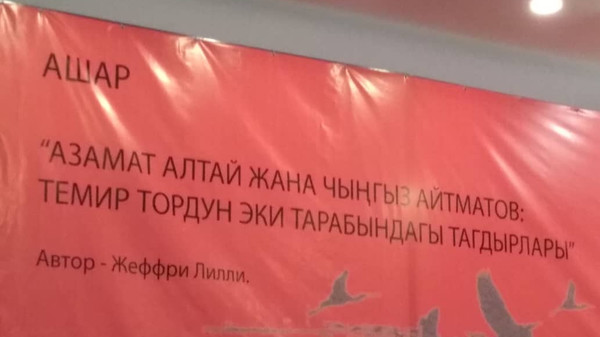 АШАР
“АЗАМАТ АЛТАЙ ЖАНА ЧЫҢГЫЗ АЙТМАТОВ:
ТЕМИР ТОРДУН ЭКИ ТАРАБЫНДАГЫ ТАГДЫРЛАРЫ”
Автор - Жеффри Лилли.